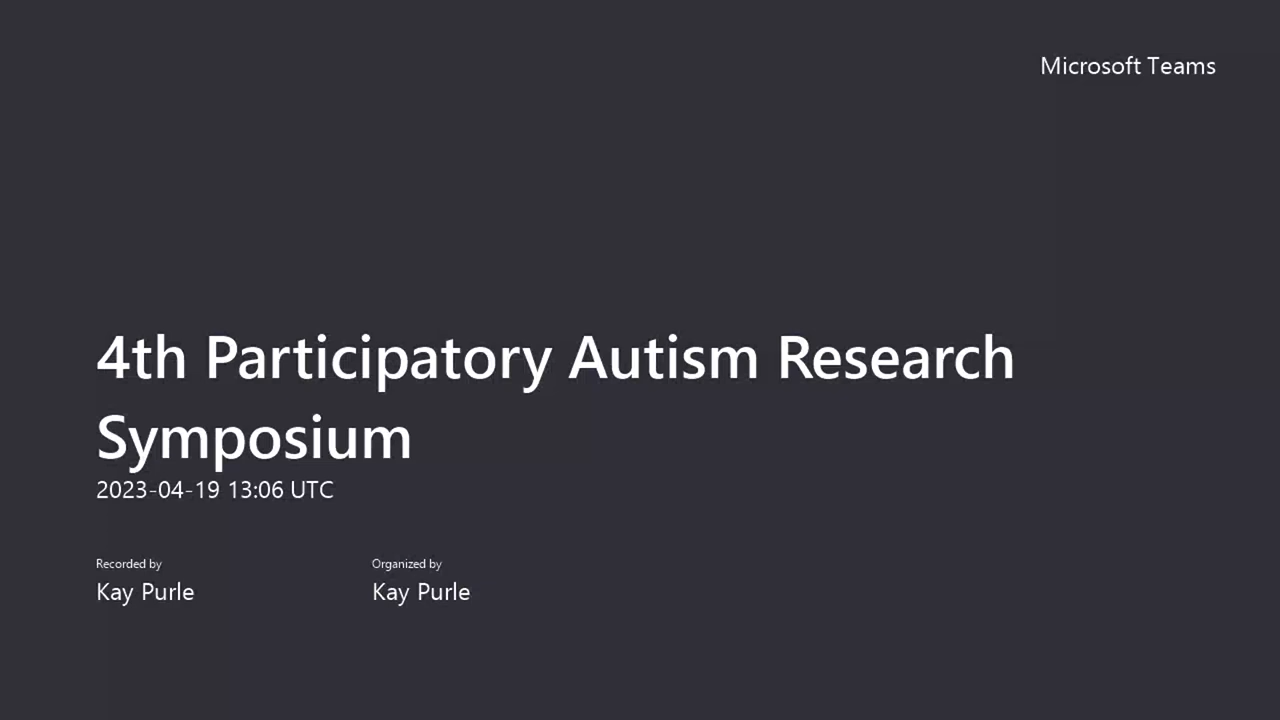 Microsoft Teams
4th Participatory Autism Research
Symposium
2023-04-19 13:06 UTC
Recorded by
Organized by
Kay Purle
Kay Purle